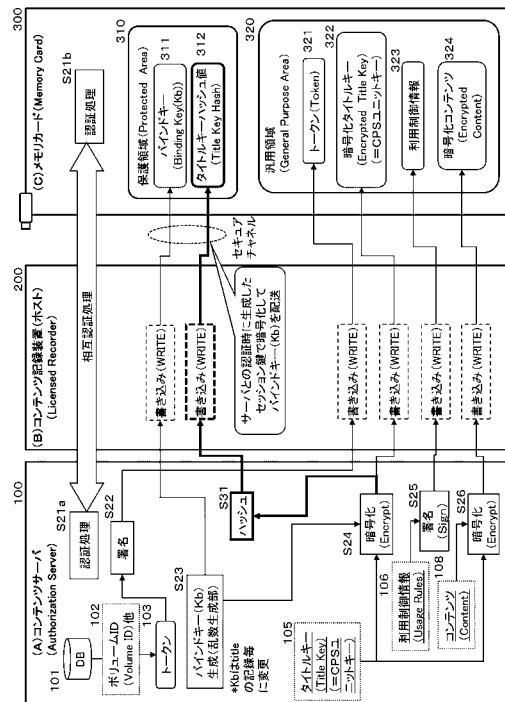 (A)コンテンツサーバ
(Authorization Server)
100
101
DB
102
ボリュームID
(Volume ID)他
103
トークン
S21a
認証処理
S22
署名
S23
バインドキー(Kb)
生成(乱数生成部)
*Kbはtitle
の記録毎
に変更
S31
ハッシュ
105
タイトルキー
(Title Key)
(=CPSユ
ニットキー)
S24
暗号化
(Encrypt)
106
利用制御情報
(Usage Rules)
S25
署名
(Sign)
108
コンテンツ
(Content)
S26
暗号化
(Encrypt)
(B)コンテンツ記録装置(ホスト)
(Licensed Recorder)
200
相互認証処理
書き込み(WRITE)
書き込み(WRITE)
サーバとの認証時に生成した
セッション鍵で暗号化して
バインドキー(Kb)を配送
書き込み(WRITE)
書き込み(WRITE)
書き込み(WRITE)
書き込み(WRITE)
セキュア
チャネル
(C)メモリカード(Memory Card)
300
S21b
認証処理
310
保護領域(Protected Area)
311
バインドキー
(Binding Key(Kb)
312
タイトルキーハッシュ値
(Title Key Hash)
320
汎用領域
(General Purpose Area)
321
トークン(Token)
322
暗号化タイトルキー
(Encrypted Title Key)
(=CPSユニットキー)
323
利用制御情報
324
暗号化コンテンツ
(Encrypted
Content)